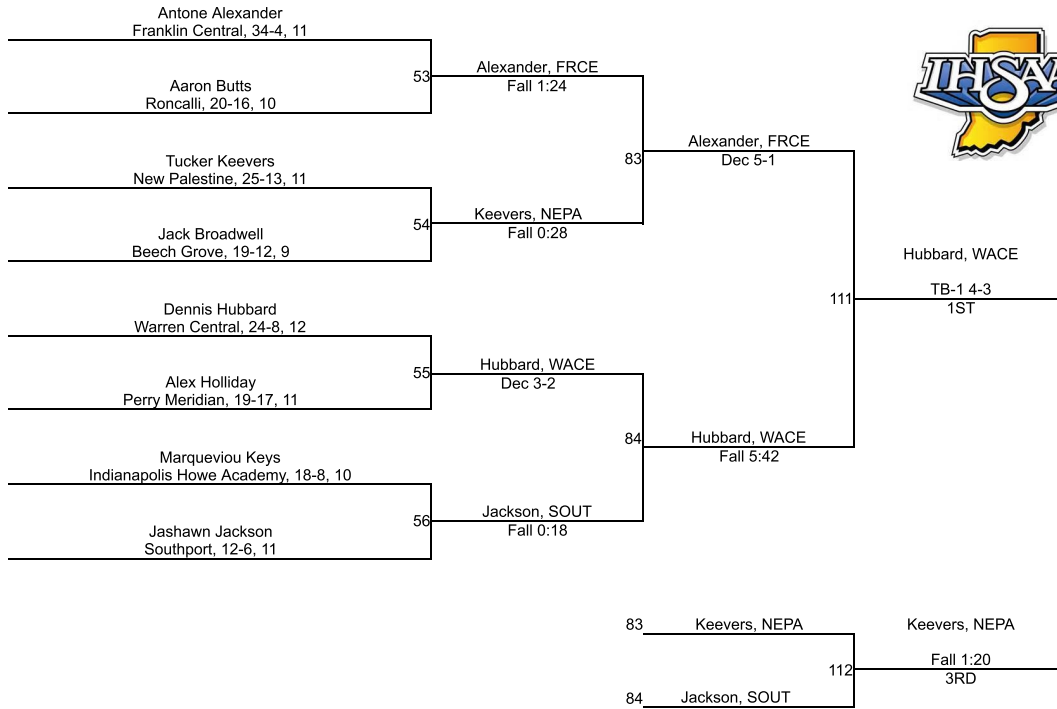 Antone Alexander
Franklin Central, 34-4, 11
Aaron Butts
Roncalli, 20-16, 10
Tucker Keevers
New Palestine, 25-13, 11
Jack Broadwell
Beech Grove, 19-12, 9
Dennis Hubbard
Warren Central, 24-8, 12
Alex Holliday
Perry Meridian, 19-17, 11
Marqueviou Keys
Indianapolis Howe Academy, 18-8, 10
Jashawn Jackson
Southport, 12-6, 11
53
Alexander, FRCE
Fall 1:24
54
Keevers, NEPA
Fall 0:28
55
Hubbard, WACE
Dec 3-2
56
Jackson, SOUT
Fall 0:18
83
Alexander, FRCE
Dec 5-1
84
Hubbard, WACE
Fall 5:42
111
Hubbard, WACE
TB-1 4-3
1ST
IHSAA
83
Keevers, NEPA
84
Jackson, SOUT
112
Keevers, NEPA
Fall 1:20
3RD